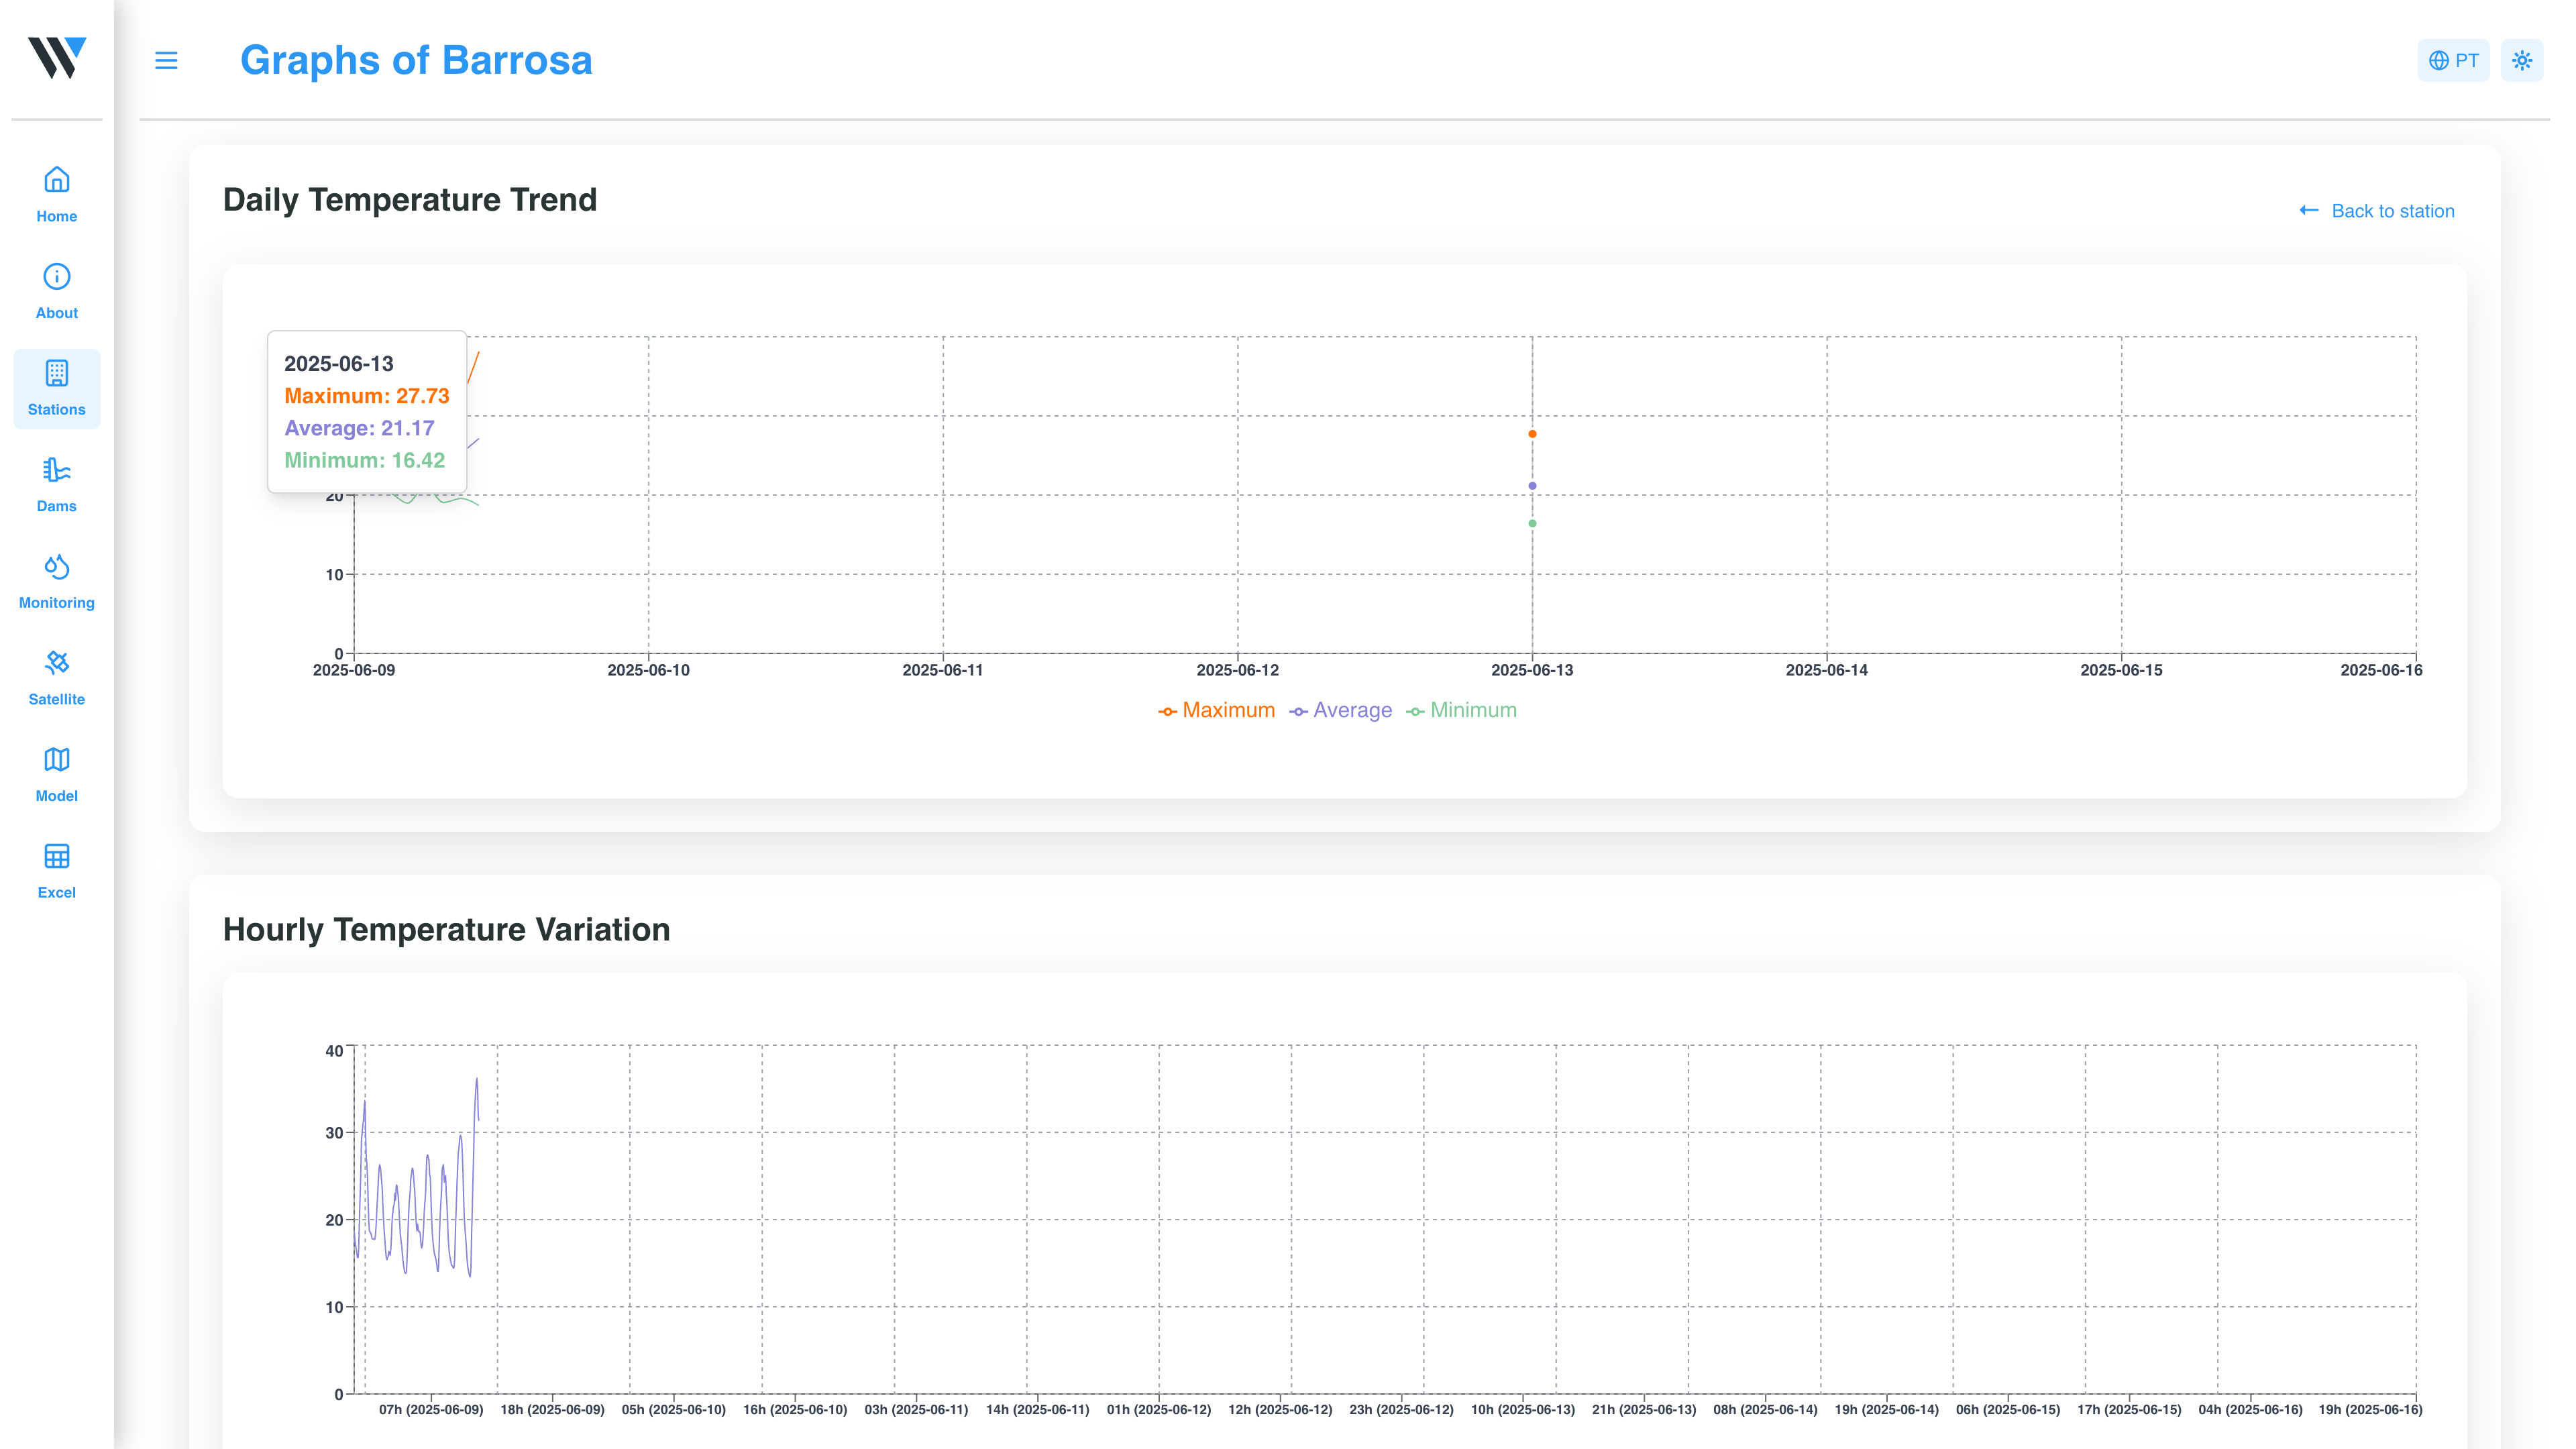 Graphs of Barrosa
PT
Home
About
Stations
Dams
Monitoring
Satellite
Model
Excel
Daily Temperature Trend
Back to station
2025-06-13
Maximum: 27.73
Average: 21.17
Minimum: 16.42
20
10
0
2025-06-09 2025-06-10 2025-06-11 2025-06-12 2025-06-13 2025-06-14 2025-06-15 2025-06-16
Maximum Average Minimum
Hourly Temperature Variation
40
30
20
10
0
07h (2025-06-09) 18h (2025-06-09) 05h (2025-06-10) 16h (2025-06-10) 03h (2025-06-11) 14h (2025-06-11) 01h (2025-06-12) 12h (2025-06-12) 23h (2025-06-12) 10h (2025-06-13) 21h (2025-06-13) 08h (2025-06-14) 19h (2025-06-14) 06h (2025-06-15) 17h (2025-06-15) 04h (2025-06-16) 19h (2025-06-16)